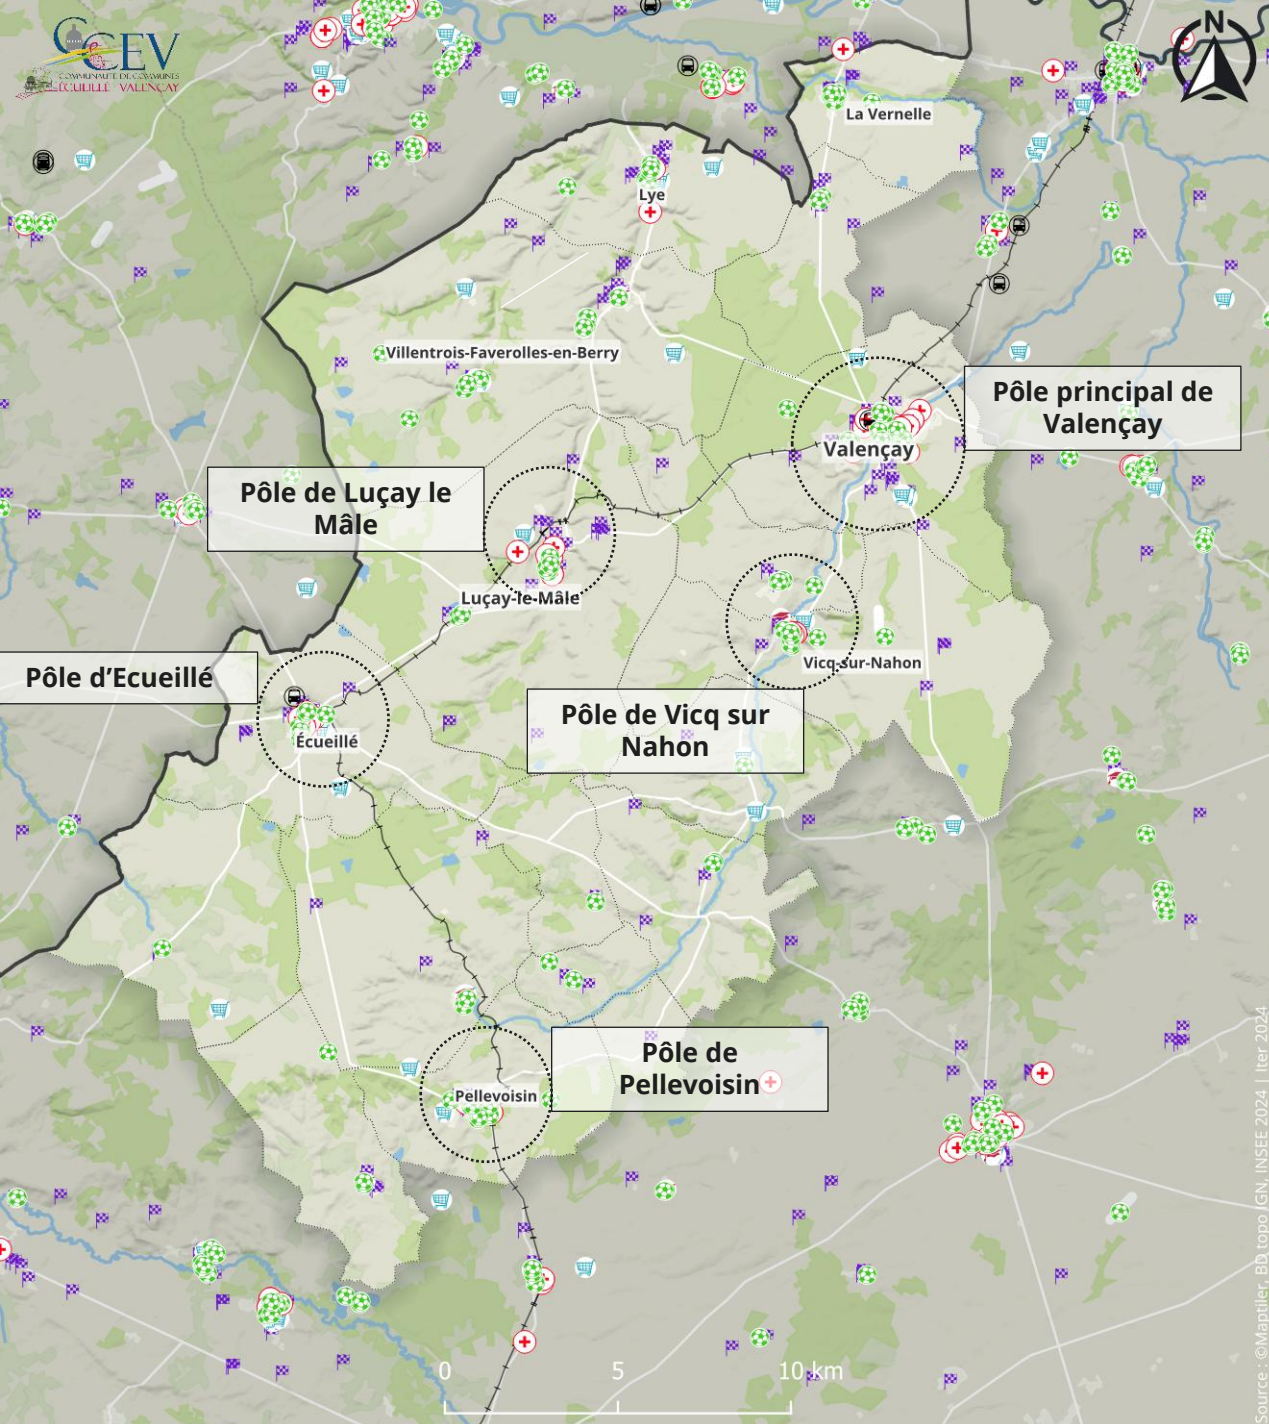 CCEV
COMMUNAUTÉ DE COMMUNES
ÉCUEILLÉ - VALENÇAY
N
La Vernelle
Lye
Villentrois-Faverolles-en-Berry
Pôle principal de
Valençay
Valençay
Pôle de Luçay le
Mâle
Luçay-le-Mâle
Vicq-sur-Nahon
Pôle d’Ecueillé
Pôle de Vicq sur
Nahon
Écueillé
Pôle de
Pellevoisin
Pellevoisin
0 5 10 km
Source : ©Maptiler, BD topo IGN, INSEE 2024 | Iter 2024